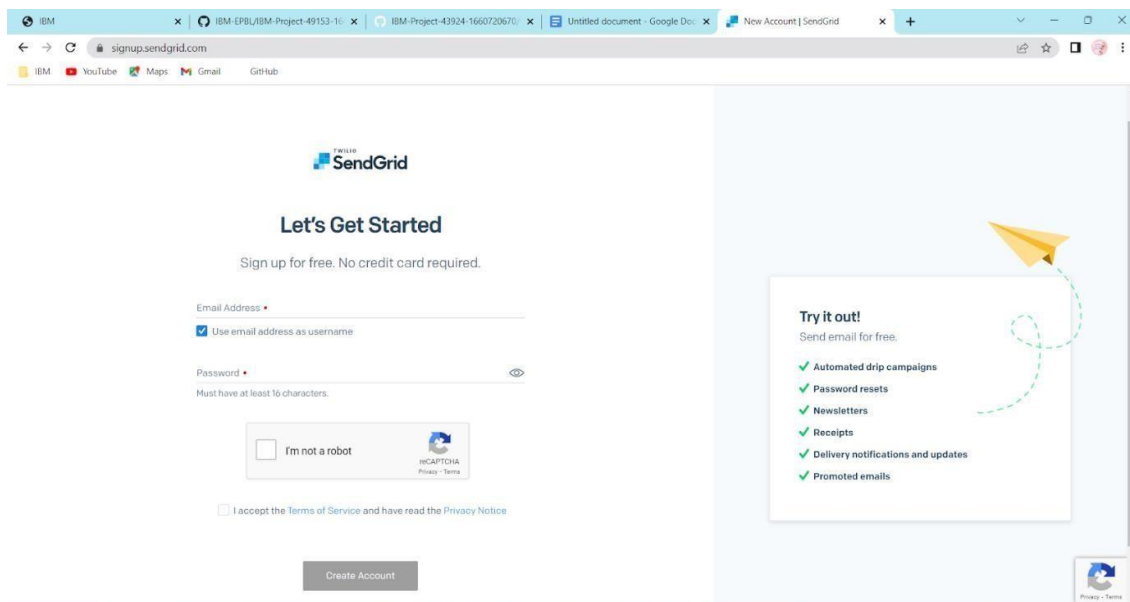 IBM
IBM-EPBL/IBM-Project-49153-16
IBM-Project-43924-1660720670/
Untitled document - Google Doc
New Account | SendGrid
signup.sendgrid.com
IBM YouTube Maps Gmail GitHub
TWILIO
SendGrid
Let's Get Started
Sign up for free. No credit card required.
Email Address
Use email address as username
Password
Must have at least 16 characters.
I'm not a robot
reCAPTCHA
Privacy - Terms
I accept the Terms of Service and have read the Privacy Notice
Create Account
Try it out!
Send email for free.
Automated drip campaigns
Password resets
Newsletters
Receipts
Delivery notifications and updates
Promoted emails
Privacy - Terms